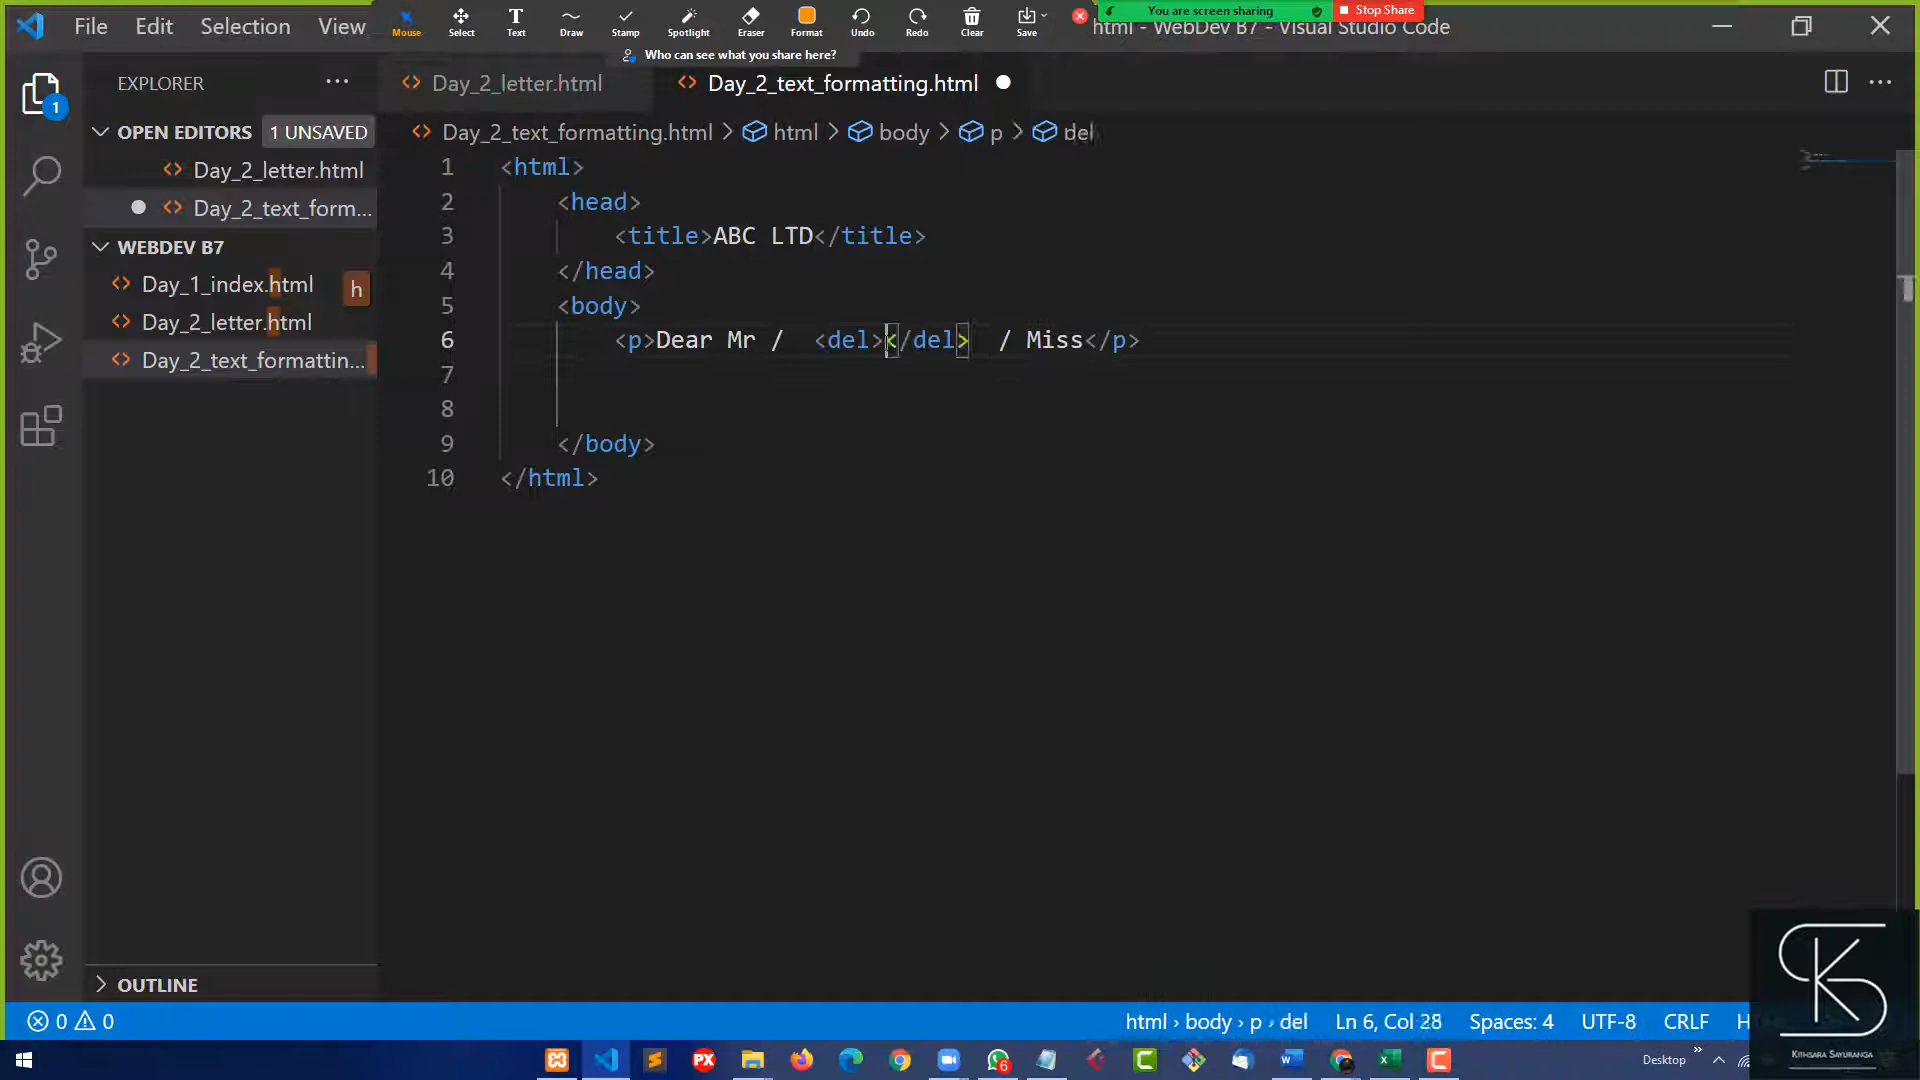 File Edit Selection View
Mouse Select Text Draw Stamp Spotlight Eraser Format Undo Redo Clear Save
You are screen sharing Stop Share
html - WebDev B7 - Visual Studio Code
Who can see what you share here?
EXPLORER
Day_2_letter.html Day_2_text_formatting.html
OPEN EDITORS 1 UNSAVED
Day_2_text_formatting.html > html > body > p > del
Day_2_letter.html
Day_2_text_form...
WEBDEV B7
Day_1_index.html
h
Day_2_letter.html
Day_2_text_formattin...
1 <html>
2 <head>
3 <title>ABC LTD</title>
4 </head>
5 <body>
6 <p>Dear Mr /  <del></del>  / Miss</p>
7
8
9 </body>
10 </html>
1
OUTLINE
0 0
html › body › p › del Ln 6, Col 28 Spaces: 4 UTF-8 CRLF
KITHSARA SAYURANGA
PX
6
Desktop